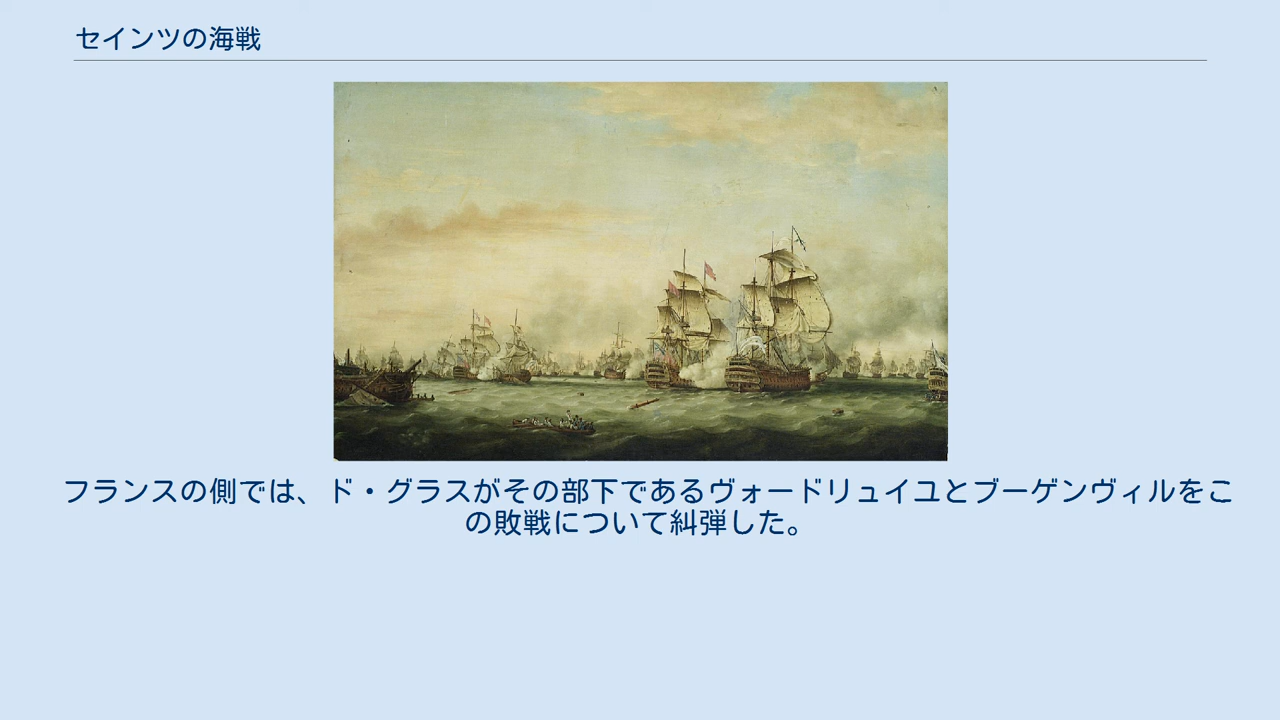 セインツの海戦
フランスの側では、ド・グラスがその部下であるヴォードリュイユとブーゲンヴィルをこ
の敗戦について糾弾した。